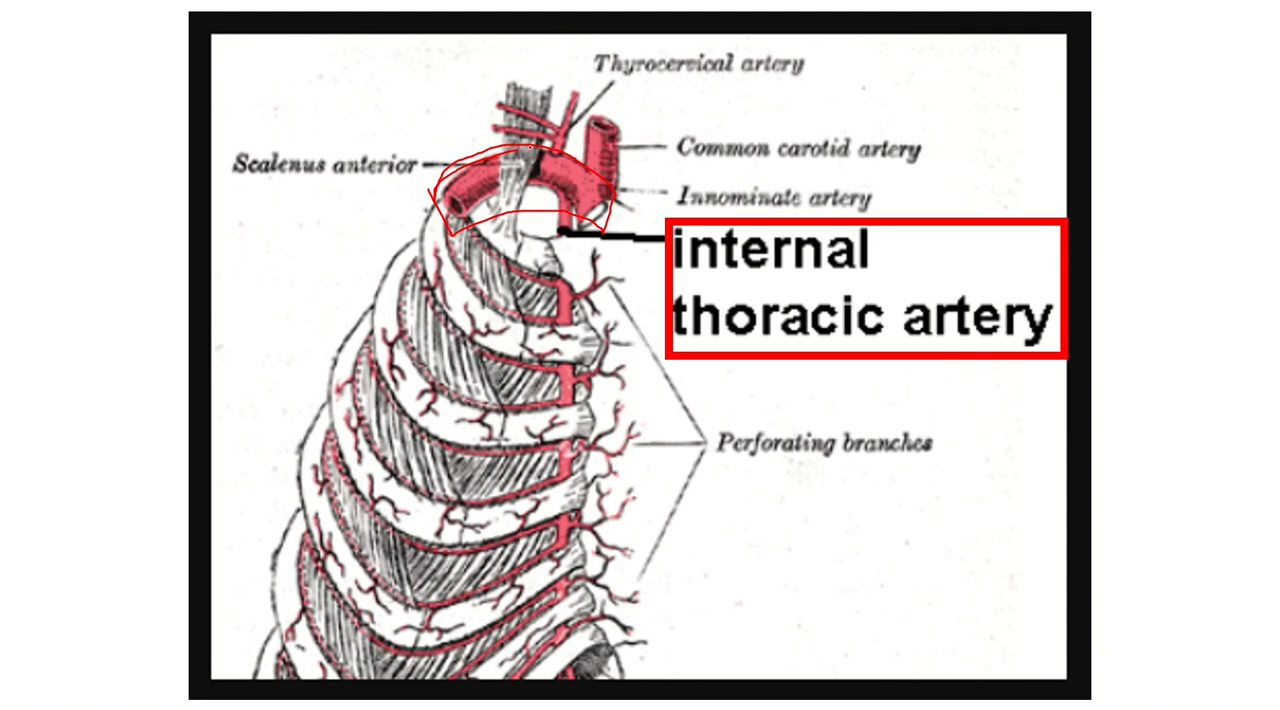 Thyrocervical artery
Common carotid artery
Scalenus anterior
Innominate artery
internal
thoracic artery
Perforating branches